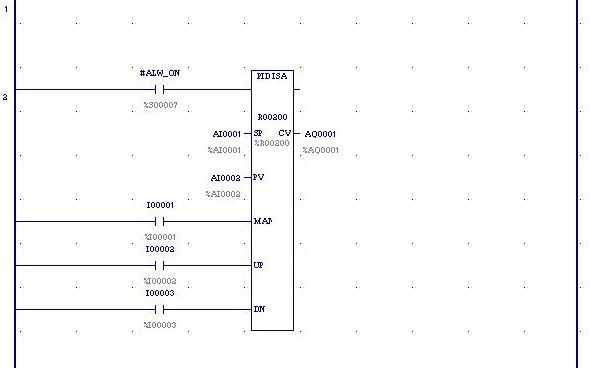 1
#ALW_ON
PIDISA
%S00007
2
R00200
AI0001 SP CV AQ0001
%AI0001 %R00200 %AQ0001
AI0002 PV
%AI0002
I00001
MAN
%I00001
I00002
UP
%I00002
I00003
DN
%I00003